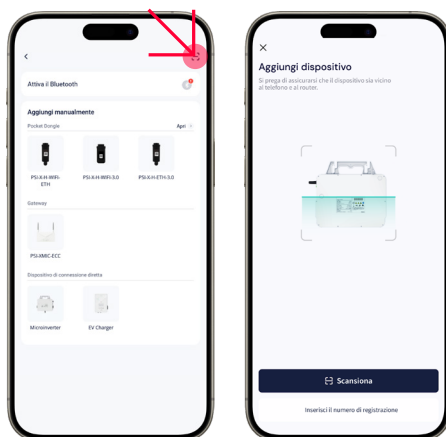 Attiva il Bluetooth
Aggiungi manualmente
Pocket Dongle
Apri
PSI-X-H-WIFI-
ETH
PSI-X-H-WIFI-3.0
PSI-X-H-ETH-3.0
Gateway
PSI-XMIC-ECC
Dispositivo di connessione diretta
Microinverter
EV Charger
Aggiungi dispositivo
Si prega di assicurarsi che il dispositivo sia vicino
al telefono e al router.
Scansiona
Inserisci il numero di registrazione